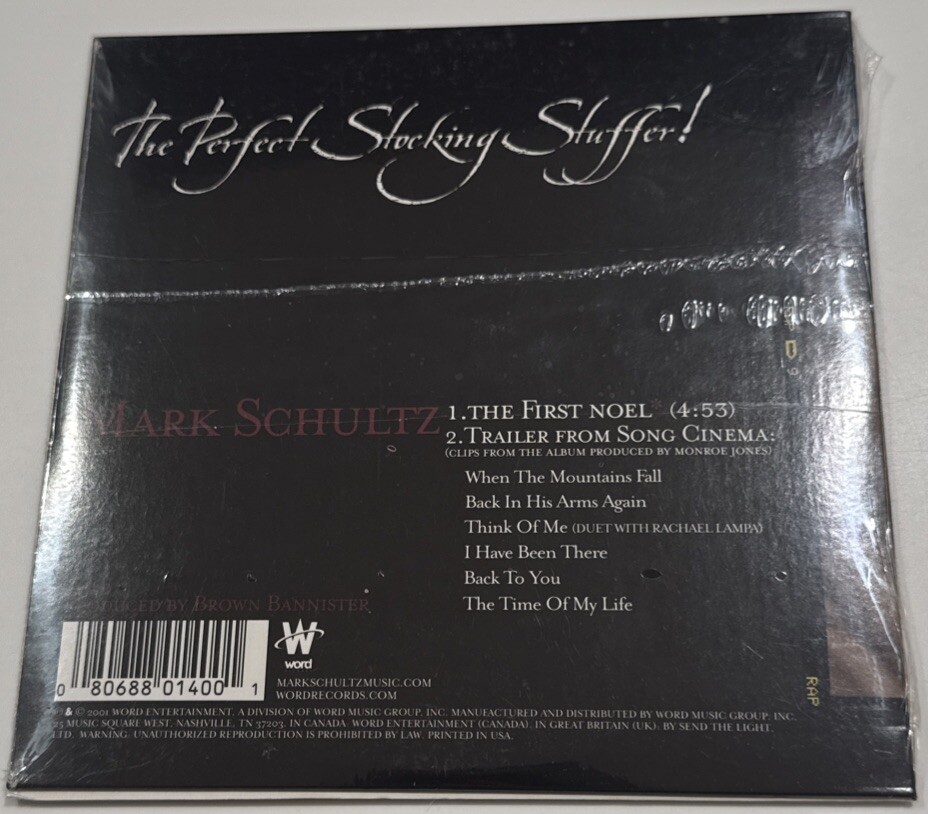 The Perfect Stocking Stuffer!
MARK SCHULTZ
1. THE FIRST NOEL (4:53)
2. TRAILER FROM SONG CINEMA:
(CLIPS FROM THE ALBUM PRODUCED BY MONROE JONES)
When The Mountains Fall
Back In His Arms Again
Think Of Me (DUET WITH RACHAEL LAMPA)
I Have Been There
Back To You
The Time Of My Life
BY BROWN BANNISTER
0 80688 01400 1
W
word
MARKSCHULTZMUSIC.COM
WORDRECORDS.COM
& © 2001 WORD ENTERTAINMENT, A DIVISION OF WORD MUSIC GROUP, INC. MANUFACTURED AND DISTRIBUTED BY WORD MUSIC GROUP, INC.
25 MUSIC SQUARE WEST, NASHVILLE, TN 37203. IN CANADA: WORD ENTERTAINMENT (CANADA). IN GREAT BRITAIN (UK): BY SEND THE LIGHT,
LTD. WARNING: UNAUTHORIZED REPRODUCTION IS PROHIBITED BY LAW. PRINTED IN USA.
RAP